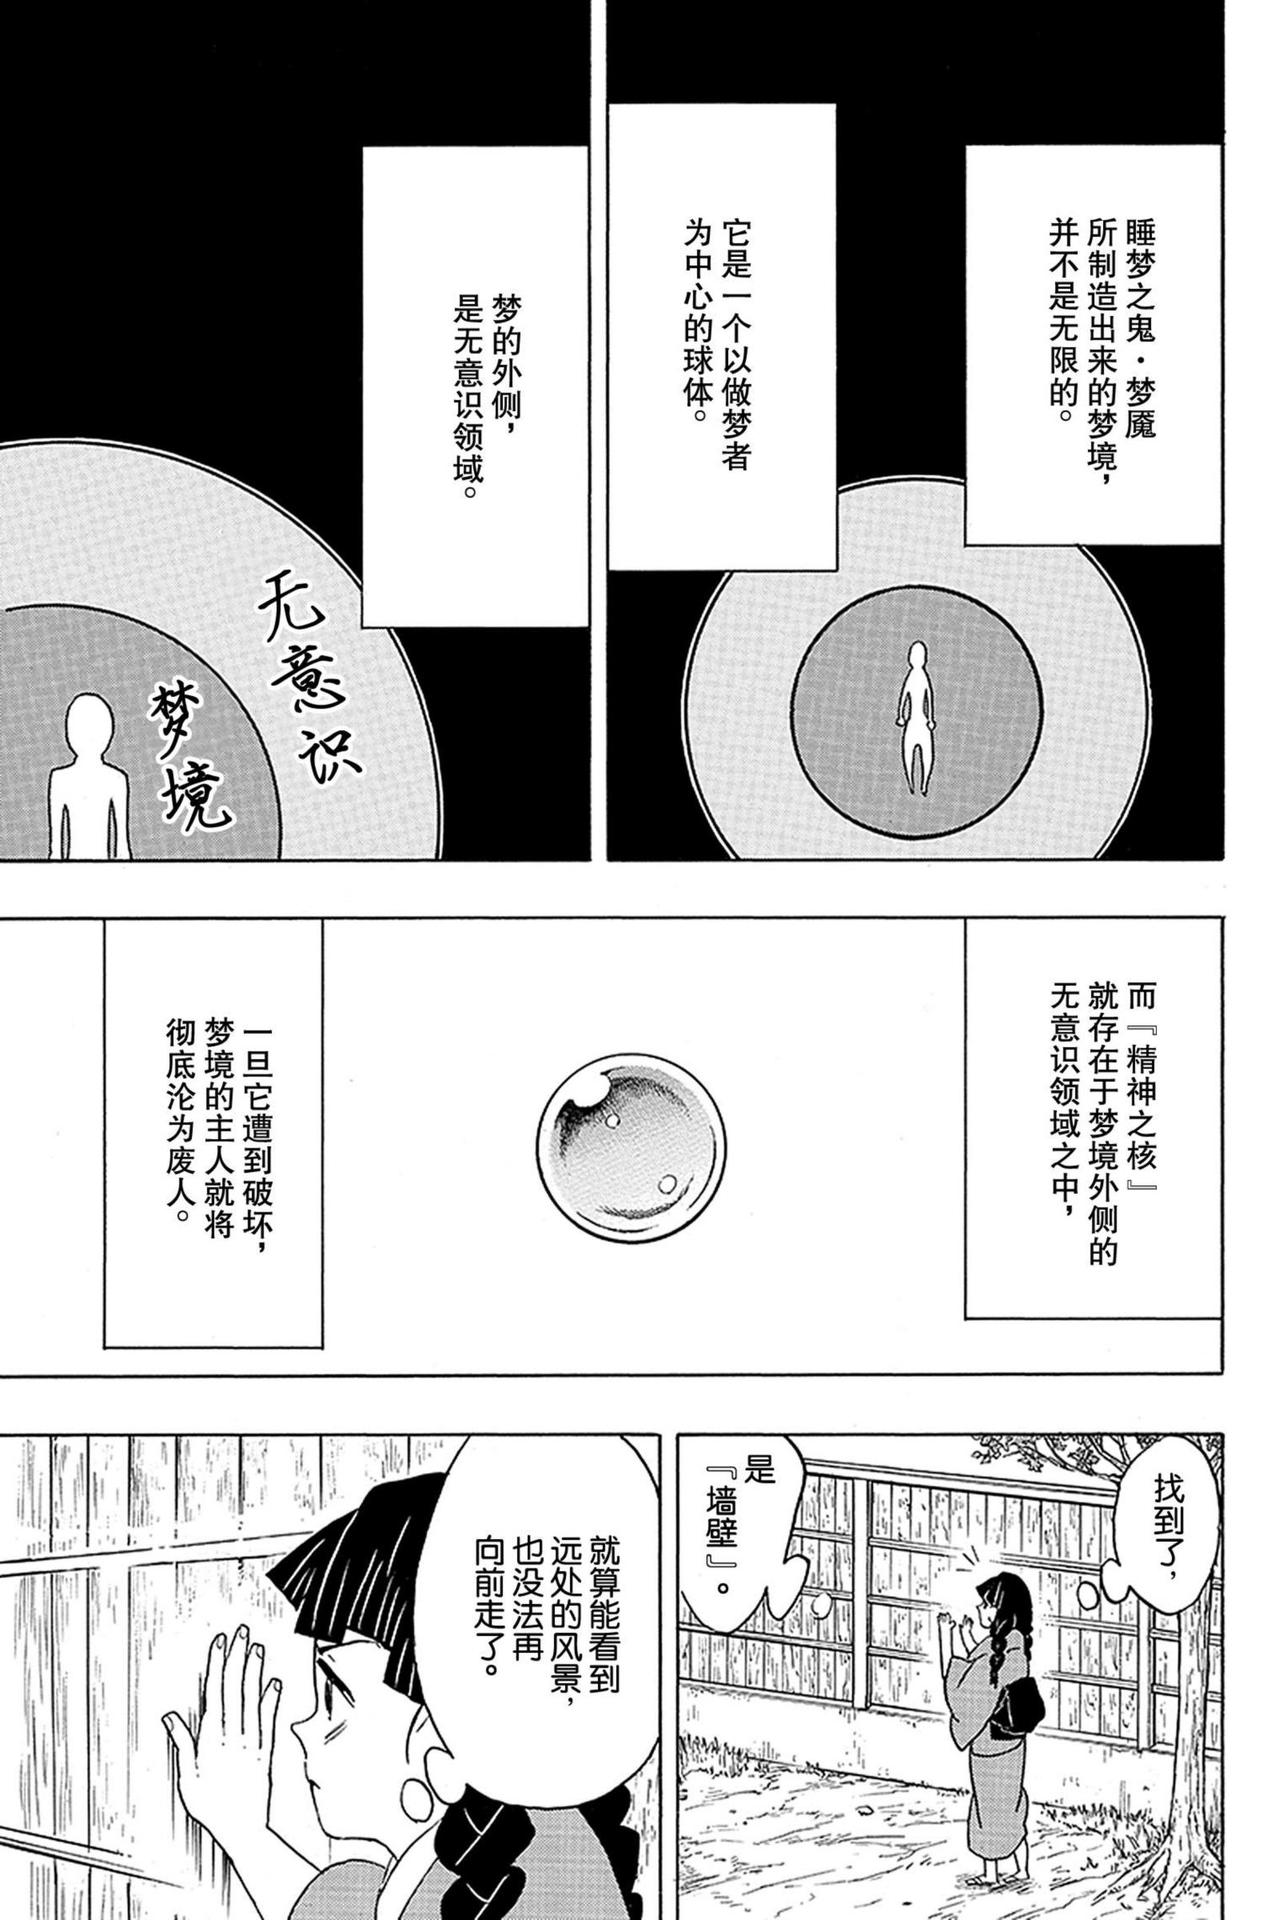 睡梦之鬼·梦魇
所制造出来的梦境，
并不是无限的。
它是一个以做梦者
为中心的球体。
梦的外侧，
是无意识领域。
无意识
梦境
而『精神之核』
就存在于梦境外侧的
无意识领域之中，
一旦它遭到破坏，
梦境的主人就将
彻底沦为废人。
找到了，
是
『墙壁』。
就算能看到
远处的风景，
也没法再
向前走了。